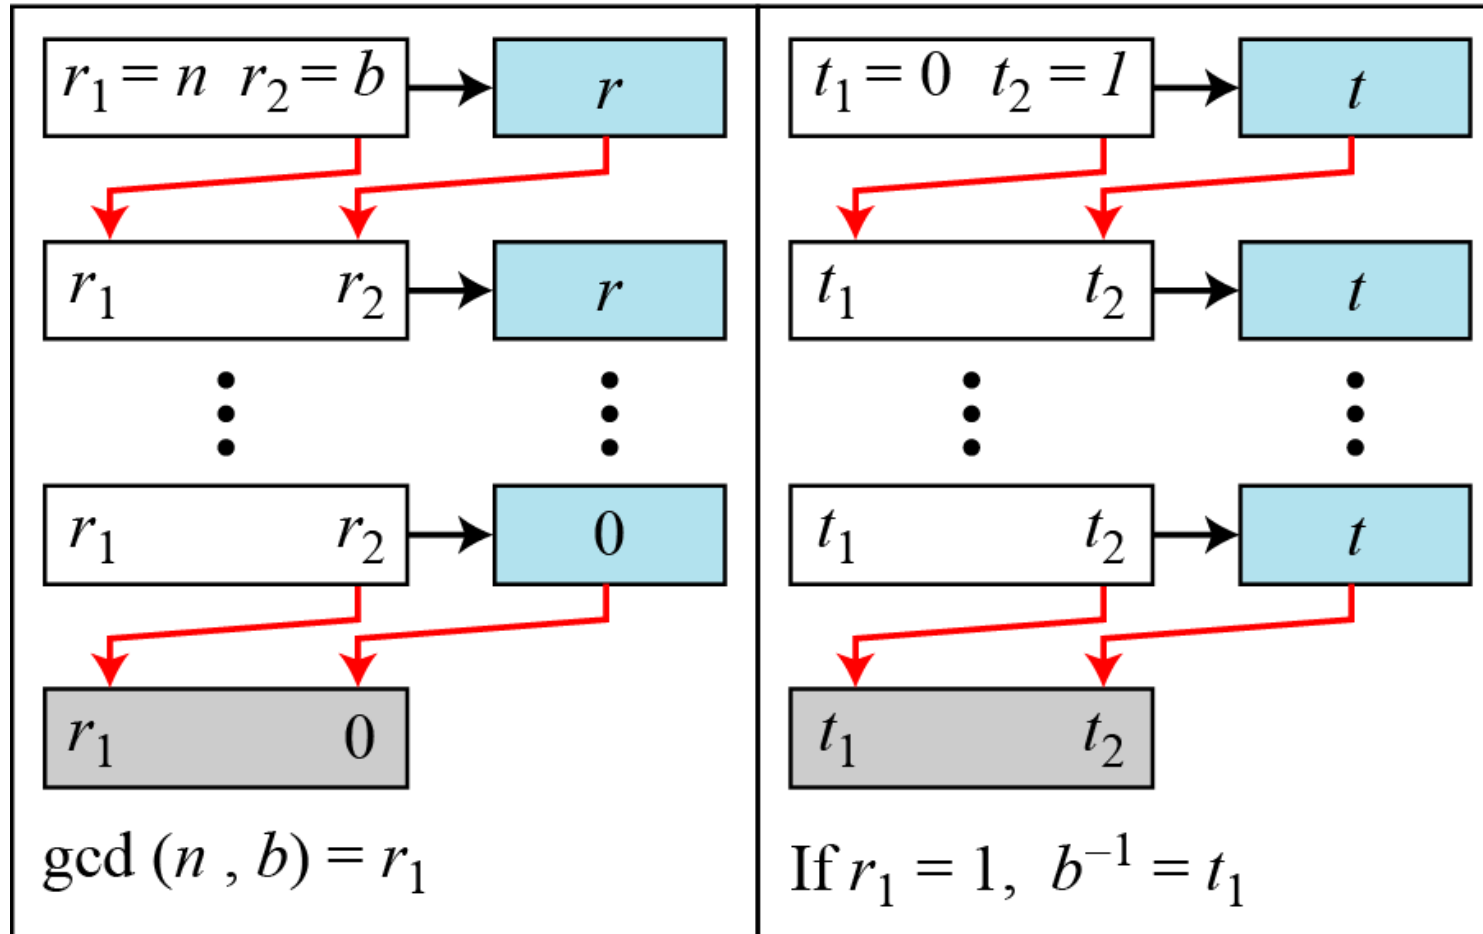 r₁ = n r₂ = b r
r₁ r₂ r
r₁ r₂ 0
r₁ 0
gcd (n , b) = r₁
t₁ = 0 t₂ = 1 t
t₁ t₂ t
t₁ t₂ t
t₁ t₂
If r₁ = 1, b⁻¹ = t₁